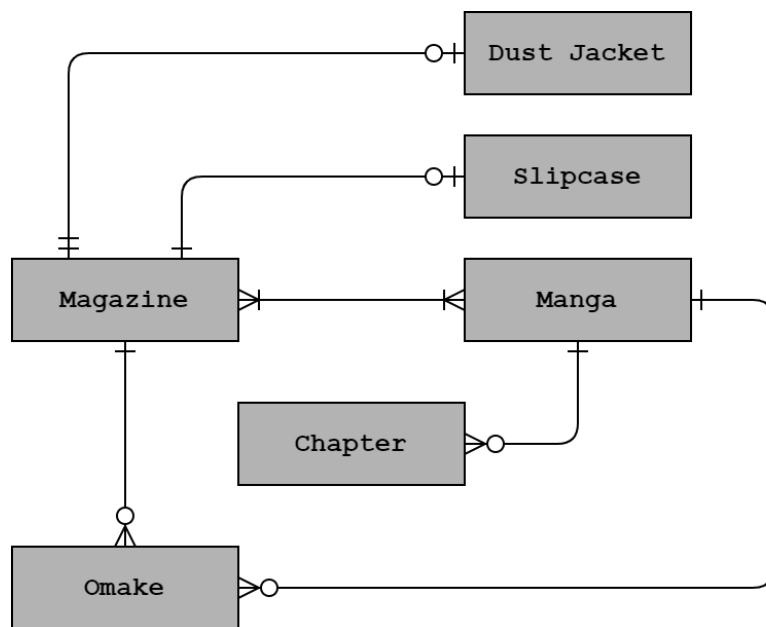 Dust Jacket
Slipcase
Magazine
Manga
Chapter
Omake